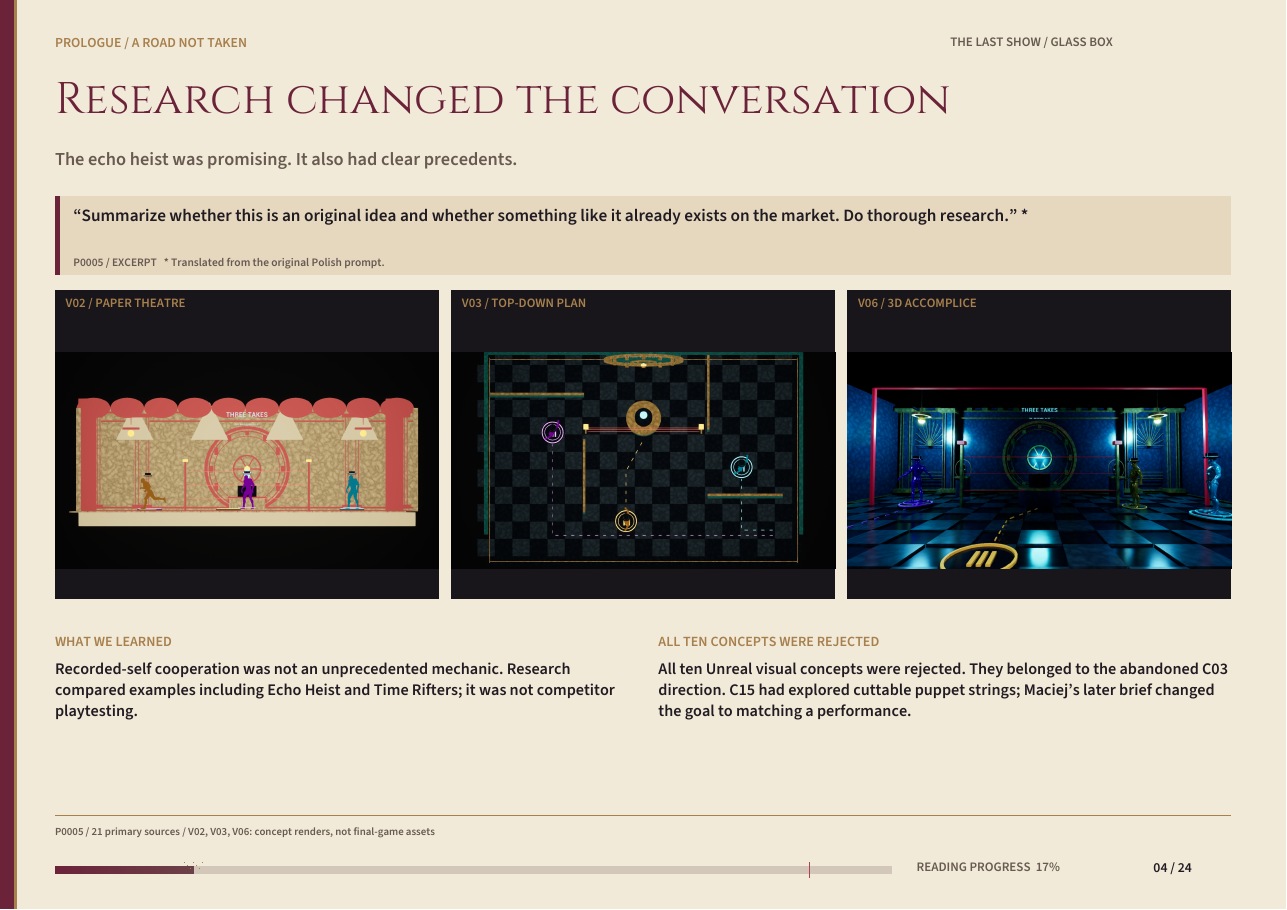 PROLOGUE / A ROAD NOT TAKEN
THE LAST SHOW / GLASS BOX
Research changed the conversation
The echo heist was promising. It also had clear precedents.
“Summarize whether this is an original idea and whether something like it already exists on the market. Do thorough research.” *
P0005 / EXCERPT * Translated from the original Polish prompt.
V02 / PAPER THEATRE
V03 / TOP-DOWN PLAN
V06 / 3D ACCOMPLICE
THREE TAKES
THREE TAKES
WHAT WE LEARNED
Recorded-self cooperation was not an unprecedented mechanic. Research
compared examples including Echo Heist and Time Rifters; it was not competitor
playtesting.
ALL TEN CONCEPTS WERE REJECTED
All ten Unreal visual concepts were rejected. They belonged to the abandoned C03
direction. C15 had explored cuttable puppet strings; Maciej’s later brief changed
the goal to matching a performance.
P0005 / 21 primary sources / V02, V03, V06: concept renders, not final-game assets
READING PROGRESS 17%
04 / 24